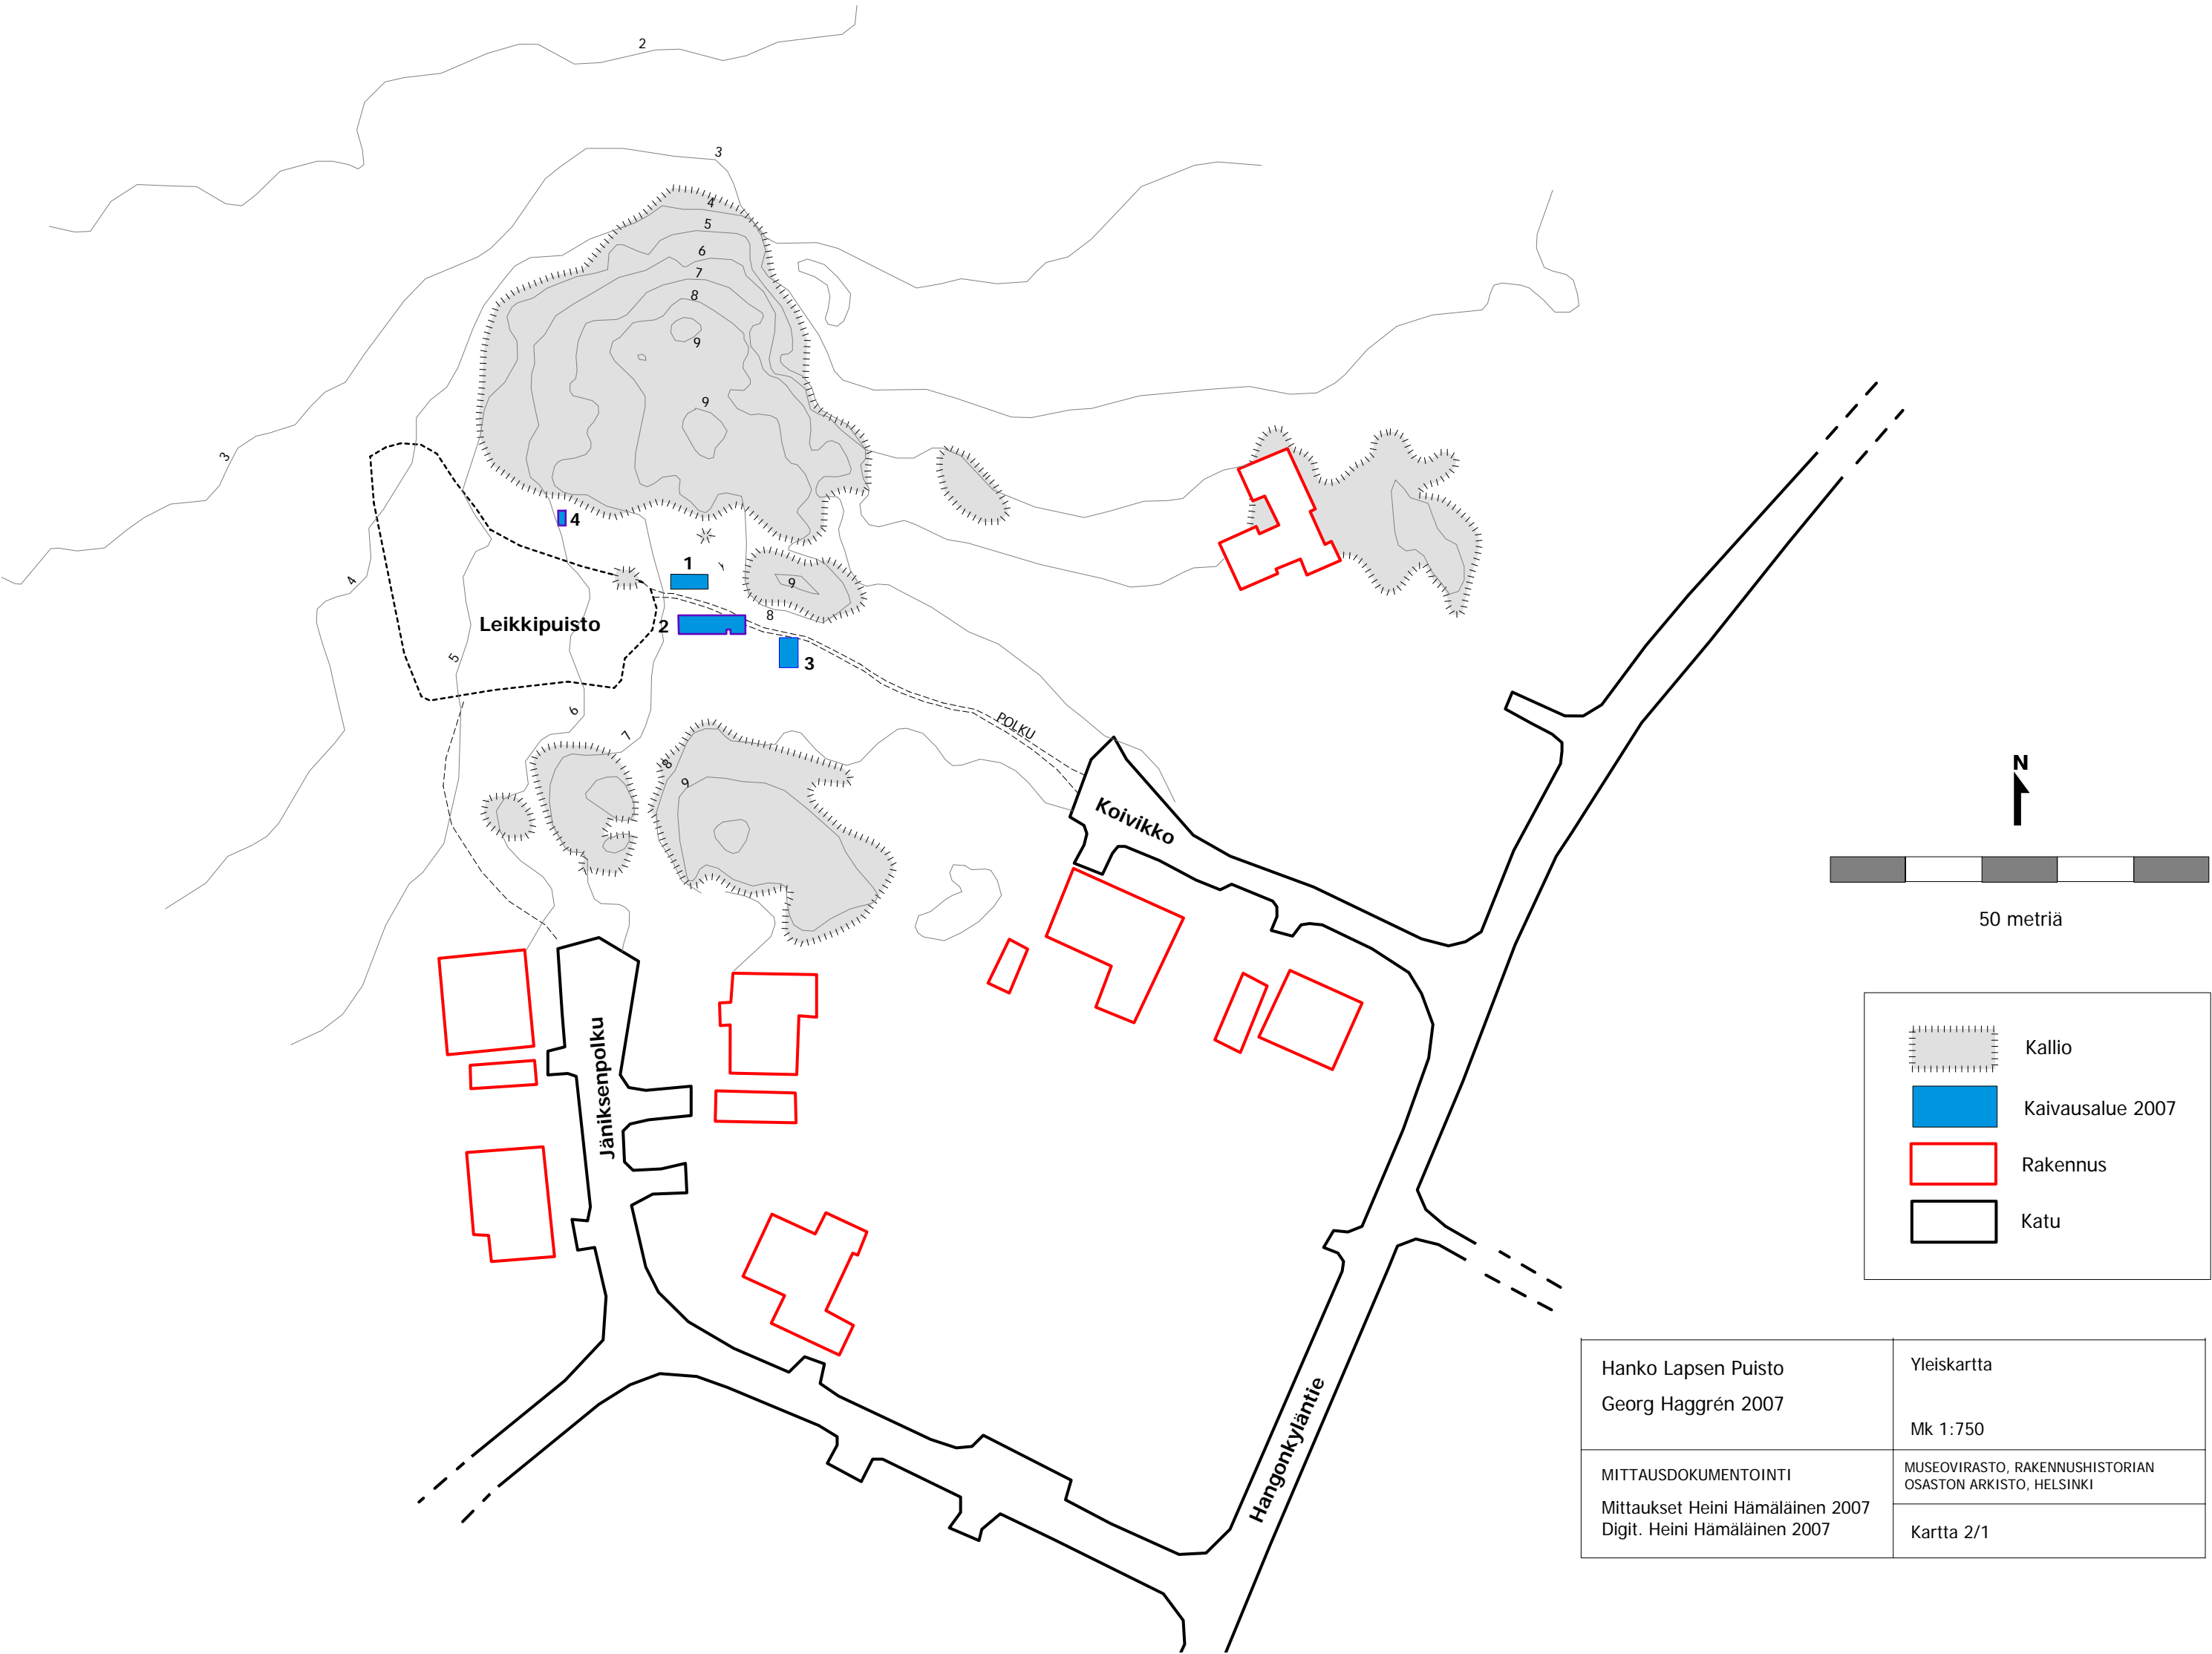 2
3
4
5
6
7
8
9
9
3
4
4
1
9
Leikkipuisto
2
8
3
5
6
7
POLKU
8
9
Koivikko
N
50 metriä
Jäniksenpolku
Kallio
Kaivausalue 2007
Rakennus
Katu
Hangonkyläntie
Hanko Lapsen Puisto
Georg Haggrén 2007
Yleiskartta
Mk 1:750
MITTAUSDOKUMENTOINTI
Mittaukset Heini Hämäläinen 2007
Digit. Heini Hämäläinen 2007
MUSEOVIRASTO, RAKENNUSHISTORIAN
OSASTON ARKISTO, HELSINKI
Kartta 2/1